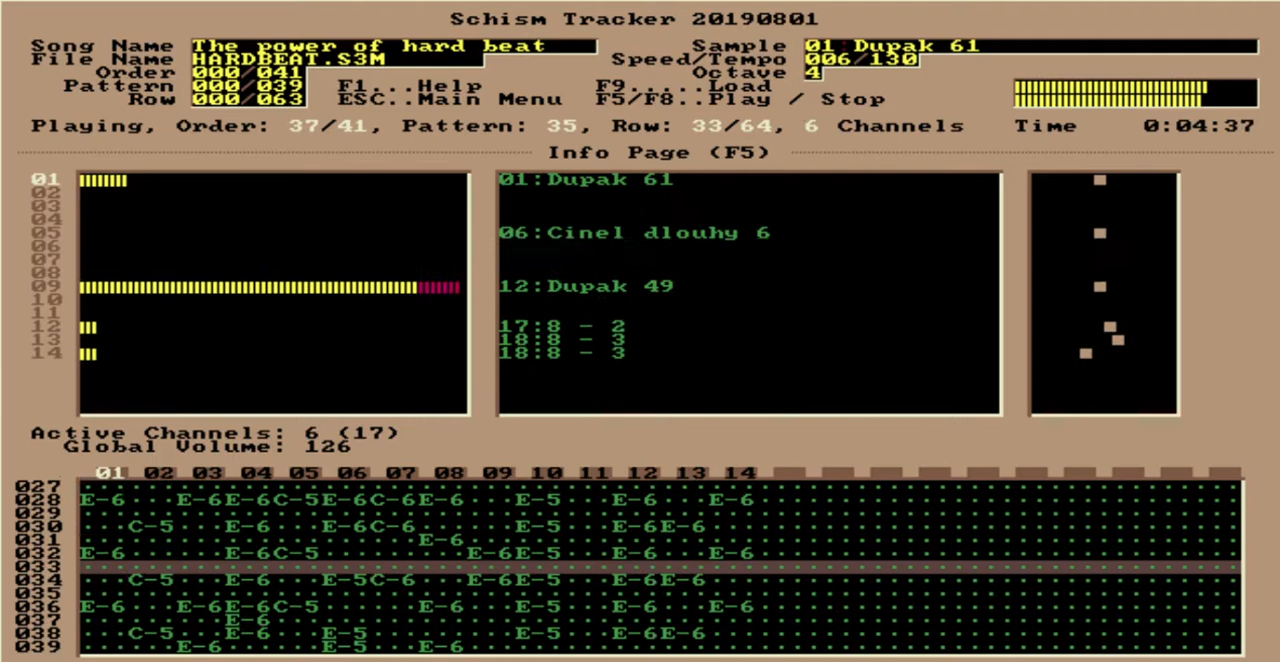 Schism Tracker 20190801
Song Name The power of hard beat Sample 01:Dupak 61
File Name HARDBEAT.S3M Speed/Tempo 006/130
Order 000/041 Octave 4
Pattern 000/039 F1...Help F9.....Load
Row 000/063 ESC..Main Menu F5/F8..Play / Stop
Playing, Order: 37/41, Pattern: 35, Row: 33/64, 6 Channels Time 0:04:37
Info Page (F5)
01 01:Dupak 61
02
03
04
05 06:Cinel dlouhy 6
06
07
08
09 12:Dupak 49
10
11
12 17:8 - 2
13 18:8 - 3
14 18:8 - 3
Active Channels: 6 (17)
Global Volume: 126
01 02 03 04 05 06 07 08 09 10 11 12 13 14
027
028 E-6 ... E-6 E-6 C-5 E-6 C-6 E-6 ... E-5 ... E-6 ... E-6
029
030 ... C-5 ... E-6 ... E-6 C-6 ... ... E-5 ... E-6 E-6
031 ... ... ... ... ... ... ... E-6
032 E-6 ... ... E-6 C-5 ... ... ... E-6 E-5 ... E-6 ... E-6
033
034 ... C-5 ... E-6 ... E-5 C-6 ... E-6 E-5 ... E-6 E-6
035
036 E-6 ... E-6 E-6 C-5 ... ... E-6 ... E-5 ... E-6 ... E-6
037 ... ... ... E-6
038 ... C-5 ... E-6 ... E-5 ... ... ... E-5 ... E-6 E-6
039 ... ... E-6 ... ... E-5 ... E-6